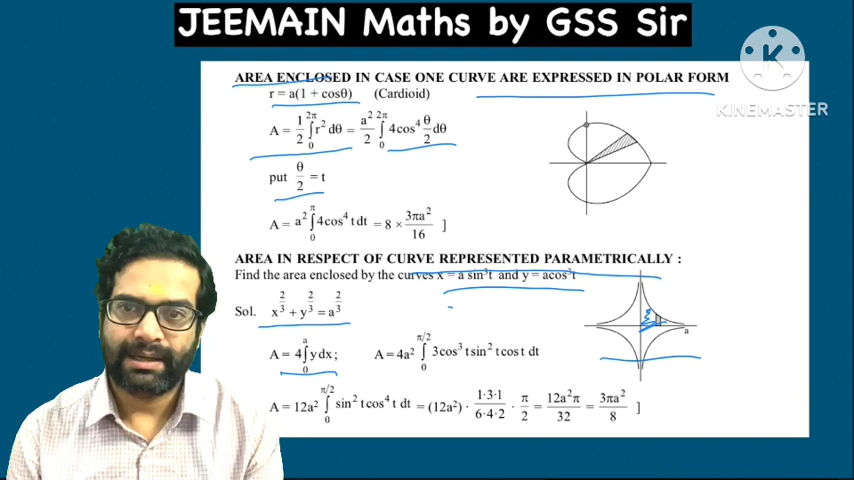 JEEMAIN Maths by GSS Sir
KINEMASTER
AREA ENCLOSED IN CASE ONE CURVE ARE EXPRESSED IN POLAR FORM
r = a(1 + cosθ) (Cardioid)
A = 1/2 ∫₀^2π r² dθ = a²/2 ∫₀^2π 4cos⁴ θ/2 dθ
put θ/2 = t
A = a² ∫₀^π 4cos⁴ t dt = 8 × 3πa²/16 ]
AREA IN RESPECT OF CURVE REPRESENTED PARAMETRICALLY :
Find the area enclosed by the curves x = a sin³t and y = acos³t
Sol. x^2/3 + y^2/3 = a^2/3
a
A = 4∫₀^a y dx; A = 4a² ∫₀^π/2 3cos³ t sin² t cos t dt
A = 12a² ∫₀^π/2 sin² t cos⁴ t dt = (12a²) · 1·3·1/6·4·2 · π/2 = 12a²π/32 = 3πa²/8 ]